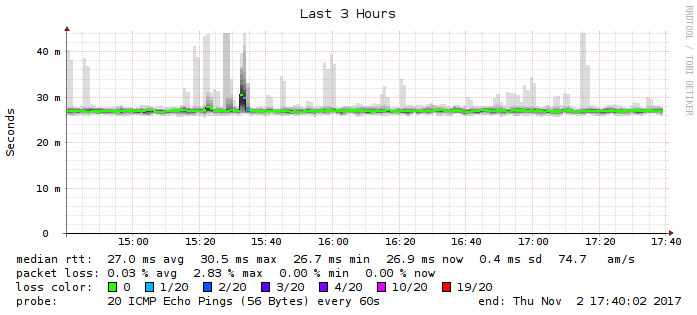 Last 3 Hours
RRDTOOL / TOBI OETIKER
Seconds
40 m
30 m
20 m
10 m
0
15:00 15:20 15:40 16:00 16:20 16:40 17:00 17:20 17:40
median rtt: 27.0 ms avg 30.5 ms max 26.7 ms min 26.9 ms now 0.4 ms sd 74.7 am/s
packet loss: 0.03 % avg 2.83 % max 0.00 % min 0.00 % now
loss color: 0 1/20 2/20 3/20 4/20 10/20 19/20
probe: 20 ICMP Echo Pings (56 Bytes) every 60s end: Thu Nov 2 17:40:02 2017